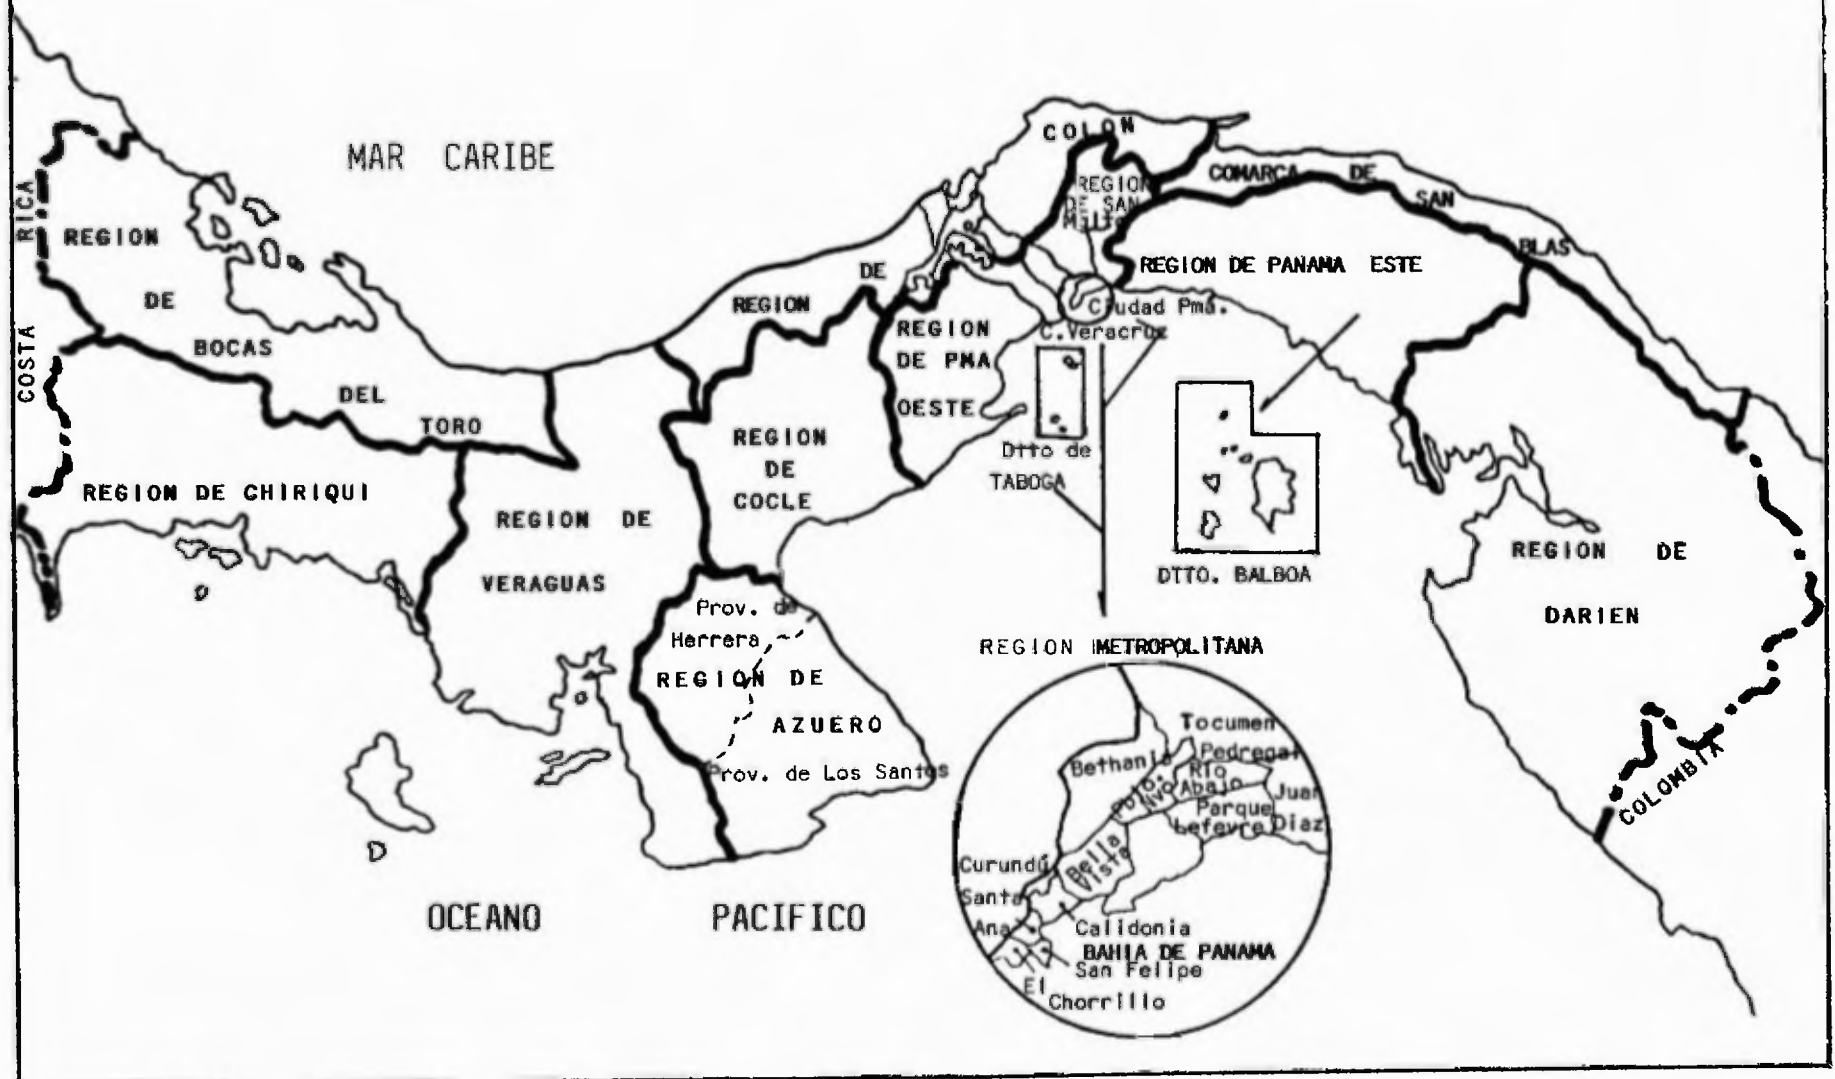 MAR CARIBE
COLON
COMARCA DE SAN BLAS
REGION
DE SAN
COSTA RICA
REGION
DE
BOCAS
DEL
TORO
REGION DE
REGION DE PANAMA ESTE
Ciudad Pmá.
C.Veracruz
REGION
DE PMA
OESTE
Dtto de
TABOGA
DTTO. BALBOA
REGION
DE
COCLE
REGION DE CHIRIQUI
REGION DE
VERAGUAS
REGION DE
DARIEN
Prov. de
Herrera
REGION DE
AZUERO
Prov. de Los Santos
REGION METROPOLITANA
Tocumen
Pedregal
Bethania
Río
Abajo
Juan
Diaz
Parque
Lefevre
Bella
Vista
Curundú
Santa
Ana
Calidonia
BAHIA DE PANAMA
San Felipe
El
Chorrillo
COLOMBIA
OCEANO PACIFICO